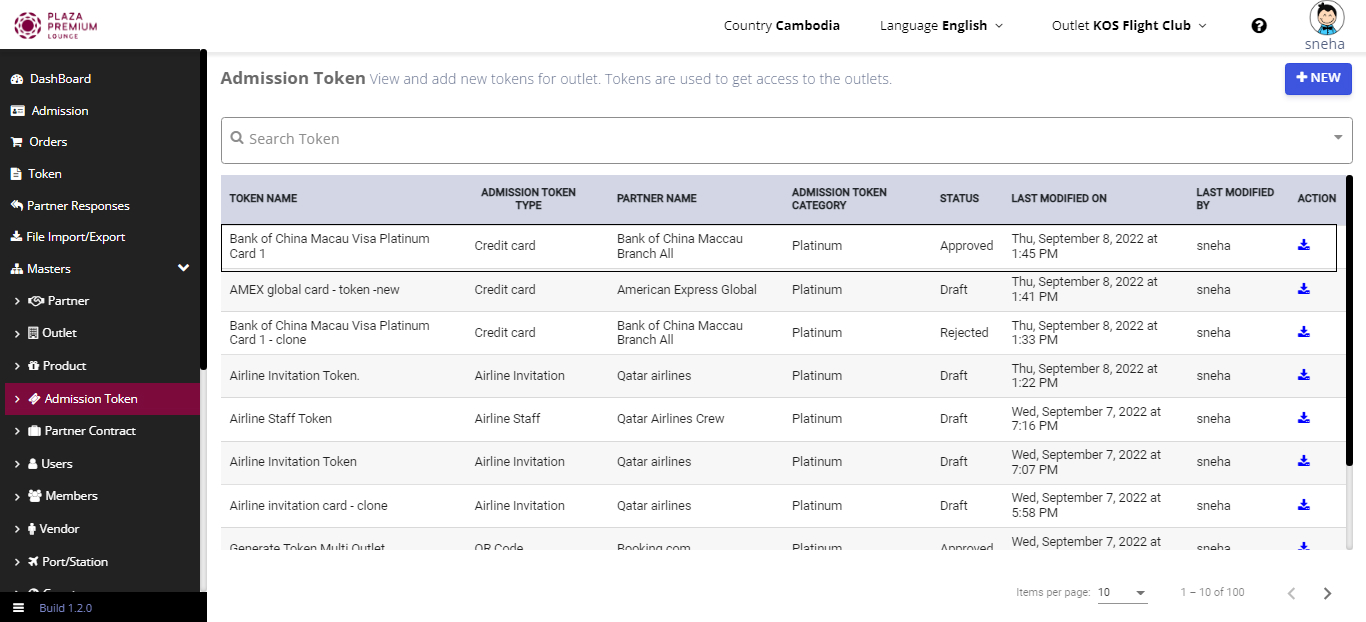 PLAZA
PREMIUM
LOUNGE
Country Cambodia
Language English
Outlet KOS Flight Club
sneha
DashBoard
Admission
Orders
Token
Partner Responses
File Import/Export
Masters
Partner
Outlet
Product
Admission Token
Partner Contract
Users
Members
Vendor
Port/Station
Build 1.2.0
Admission Token View and add new tokens for outlet. Tokens are used to get access to the outlets.
+ NEW
Search Token
TOKEN NAME
ADMISSION TOKEN
TYPE
PARTNER NAME
ADMISSION TOKEN
CATEGORY
STATUS
LAST MODIFIED ON
LAST MODIFIED
BY
ACTION
Bank of China Macau Visa Platinum
Card 1
Credit card
Bank of China Maccau
Branch All
Platinum
Approved
Thu, September 8, 2022 at
1:45 PM
sneha
AMEX global card - token -new
Credit card
American Express Global
Platinum
Draft
Thu, September 8, 2022 at
1:41 PM
sneha
Bank of China Macau Visa Platinum
Card 1 - clone
Credit card
Bank of China Maccau
Branch All
Platinum
Rejected
Thu, September 8, 2022 at
1:33 PM
sneha
Airline Invitation Token.
Airline Invitation
Qatar airlines
Platinum
Draft
Thu, September 8, 2022 at
1:22 PM
sneha
Airline Staff Token
Airline Staff
Qatar Airlines Crew
Platinum
Draft
Wed, September 7, 2022 at
7:16 PM
sneha
Airline Invitation Token
Airline Invitation
Qatar airlines
Platinum
Draft
Wed, September 7, 2022 at
7:07 PM
sneha
Airline invitation card - clone
Airline Invitation
Qatar airlines
Platinum
Draft
Wed, September 7, 2022 at
5:58 PM
sneha
Generate Token Multi Outlet
QR Code
Booking.com
Platinum
Approved
Wed, September 7, 2022 at
sneha
Items per page: 10
1 – 10 of 100